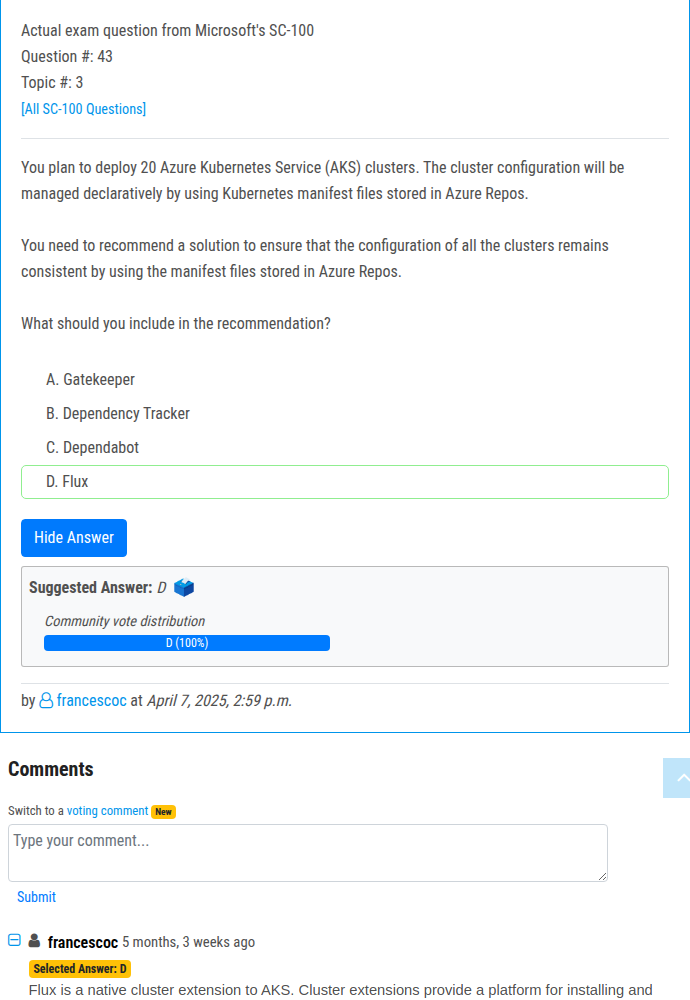 Actual exam question from Microsoft's SC-100
Question #: 43
Topic #: 3
[All SC-100 Questions]
You plan to deploy 20 Azure Kubernetes Service (AKS) clusters. The cluster configuration will be
managed declaratively by using Kubernetes manifest files stored in Azure Repos.
You need to recommend a solution to ensure that the configuration of all the clusters remains
consistent by using the manifest files stored in Azure Repos.
What should you include in the recommendation?
A. Gatekeeper
B. Dependency Tracker
C. Dependabot
D. Flux
Hide Answer
Suggested Answer: D
Community vote distribution
D (100%)
by francescoc at April 7, 2025, 2:59 p.m.
Comments
Switch to a voting comment New
Type your comment...
Submit
francescoc 5 months, 3 weeks ago
Selected Answer: D
Flux is a native cluster extension to AKS. Cluster extensions provide a platform for installing and